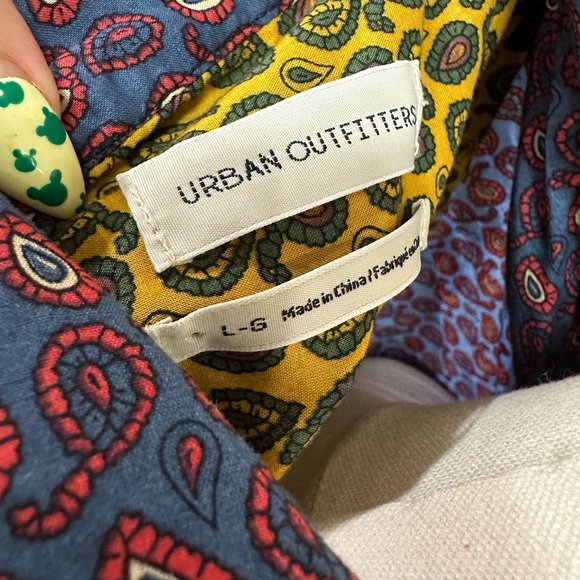 URBAN OUTFITTERS
L-G Made in China / Fabriqué en